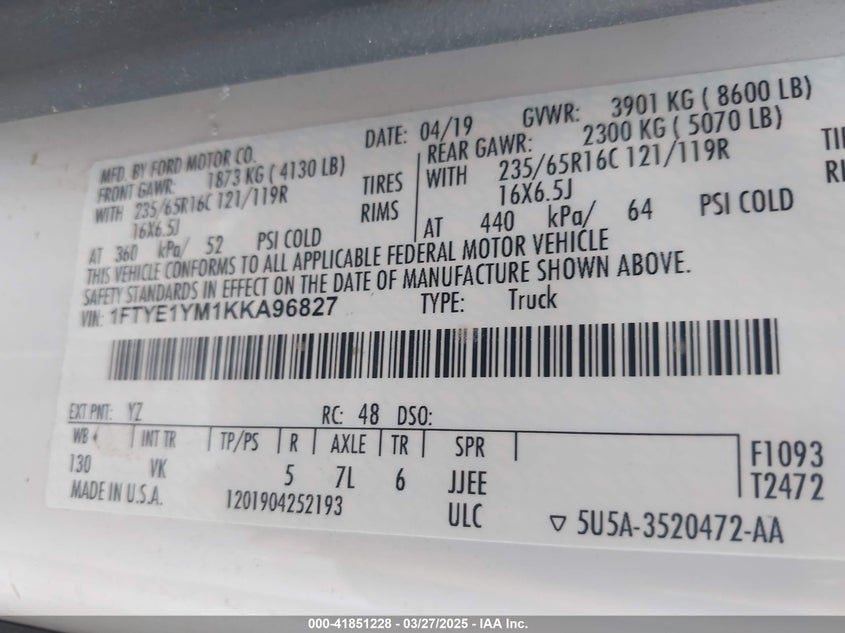 MFD. BY FORD MOTOR CO. DATE: 04/19 GVWR: 3901 KG ( 8600 LB)
FRONT GAWR: 1873 KG ( 4130 LB) REAR GAWR: 2300 KG ( 5070 LB)
WITH 235/65R16C 121/119R TIRES WITH 235/65R16C 121/119R
16X6.5J RIMS 16X6.5J
AT 360 kPa/ 52 PSI COLD AT 440 kPa/ 64 PSI COLD
THIS VEHICLE CONFORMS TO ALL APPLICABLE FEDERAL MOTOR VEHICLE
SAFETY STANDARDS IN EFFECT ON THE DATE OF MANUFACTURE SHOWN ABOVE.
VIN: 1FTYE1YM1KKA96827 TYPE: Truck
EXT PNT: YZ RC: 48 DSO:
WB INT TR TP/PS R AXLE TR SPR
130 VK 5 7L 6 JJEE
F1093
T2472
MADE IN U.S.A. 1201904252193 ULC
5U5A-3520472-AA
000-41851228 - 03/27/2025 - IAA Inc.